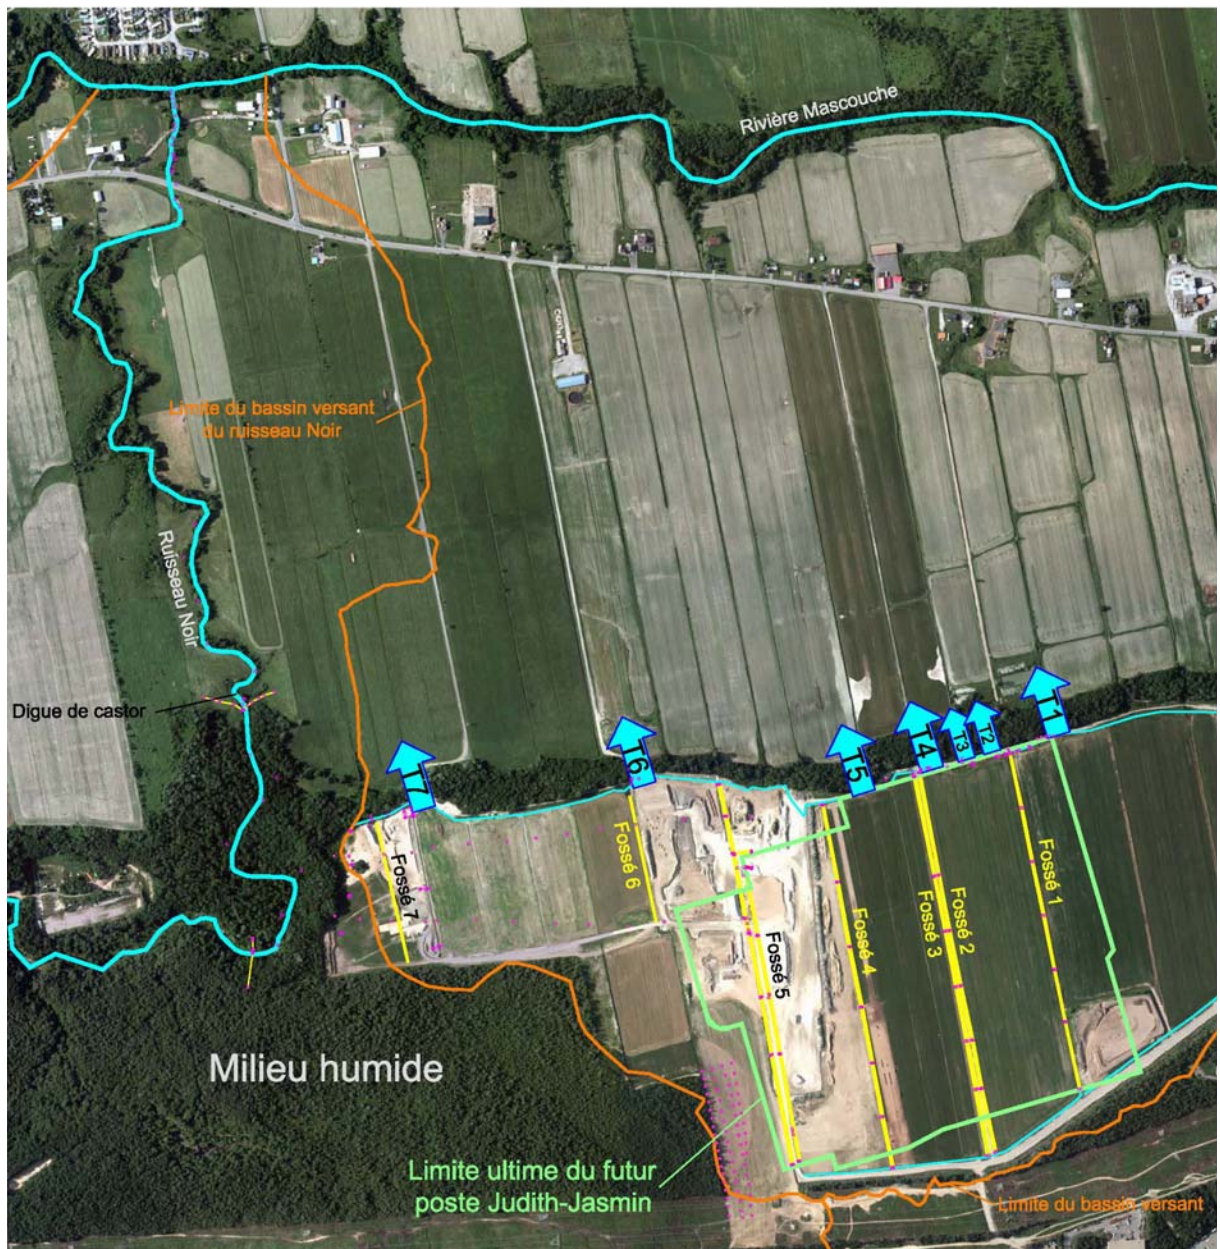 Rivière Mascouche
Limite du bassin versant
du ruisseau Noir
Ruisseau Noir
Digue de castor
T7
T6
T5
T4
T3
T2
T1
Fossé 7
Fossé 6
Fossé 5
Fossé 4
Fossé 3
Fossé 2
Fossé 1
Milieu humide
Limite ultime du futur
poste Judith-Jasmin
Limite du bassin versant